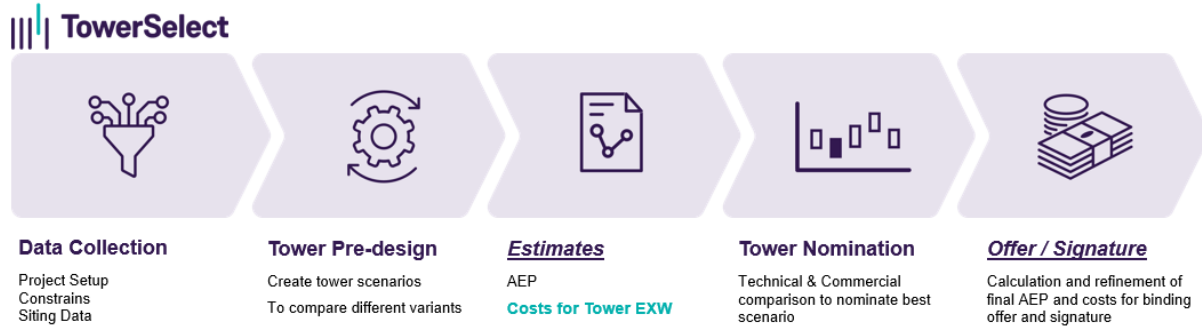 TowerSelect
Data Collection
Project Setup
Constrains
Siting Data
Tower Pre-design
Create tower scenarios
To compare different variants
Estimates
AEP
Costs for Tower EXW
Tower Nomination
Technical & Commercial
comparison to nominate best
scenario
Offer / Signature
Calculation and refinement of
final AEP and costs for binding
offer and signature